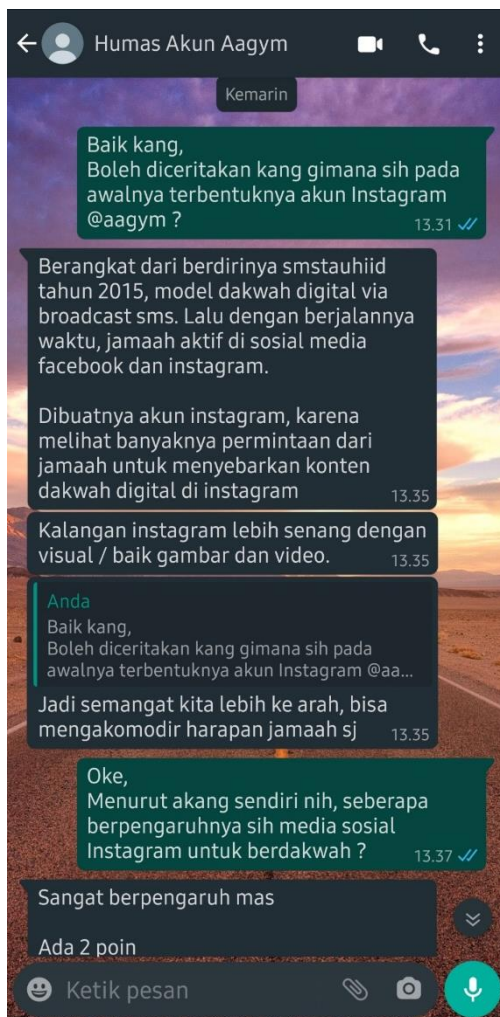 Humas Akun Aagym
Kemarin
Baik kang,
Boleh diceritakan kang gimana sih pada
awalnya terbentuknya akun Instagram
@aagym ?
13.31
Berangkat dari berdirinya smstauhiid
tahun 2015, model dakwah digital via
broadcast sms. Lalu dengan berjalannya
waktu, jamaah aktif di sosial media
facebook dan instagram.
Dibuatnya akun instagram, karena
melihat banyaknya permintaan dari
jamaah untuk menyebarkan konten
dakwah digital di instagram
13.35
Kalangan instagram lebih senang dengan
visual / baik gambar dan video.
13.35
Anda
Baik kang,
Boleh diceritakan kang gimana sih pada
awalnya terbentuknya akun Instagram @aa...
Jadi semangat kita lebih ke arah, bisa
mengakomodir harapan jamaah sj
13.35
Oke,
Menurut akang sendiri nih, seberapa
berpengaruhnya sih media sosial
Instagram untuk berdakwah ?
13.37
Sangat berpengaruh mas
Ada 2 poin
Ketik pesan